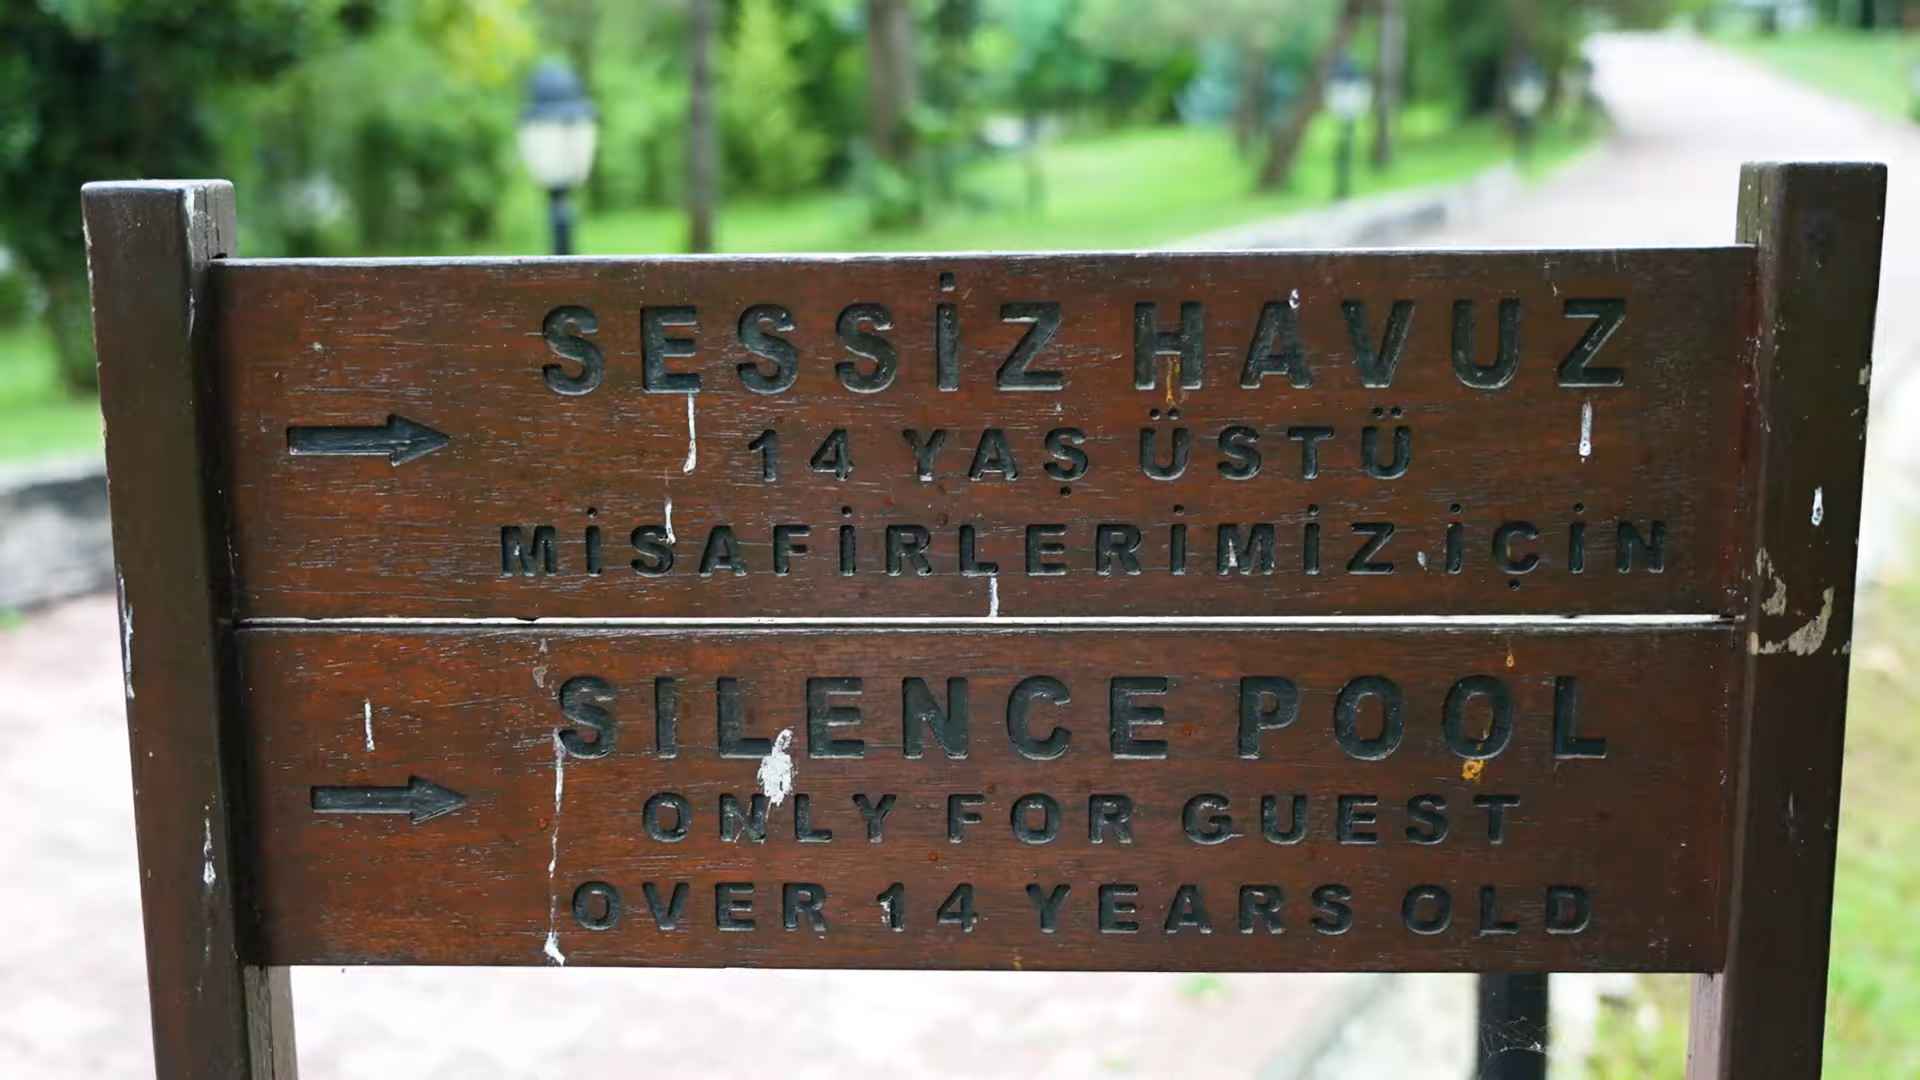 SESSİZ HAVUZ
14 YAŞ ÜSTÜ
MİSAFİRLERİMİZ İÇİN
SILENCE POOL
ONLY FOR GUEST
OVER 14 YEARS OLD